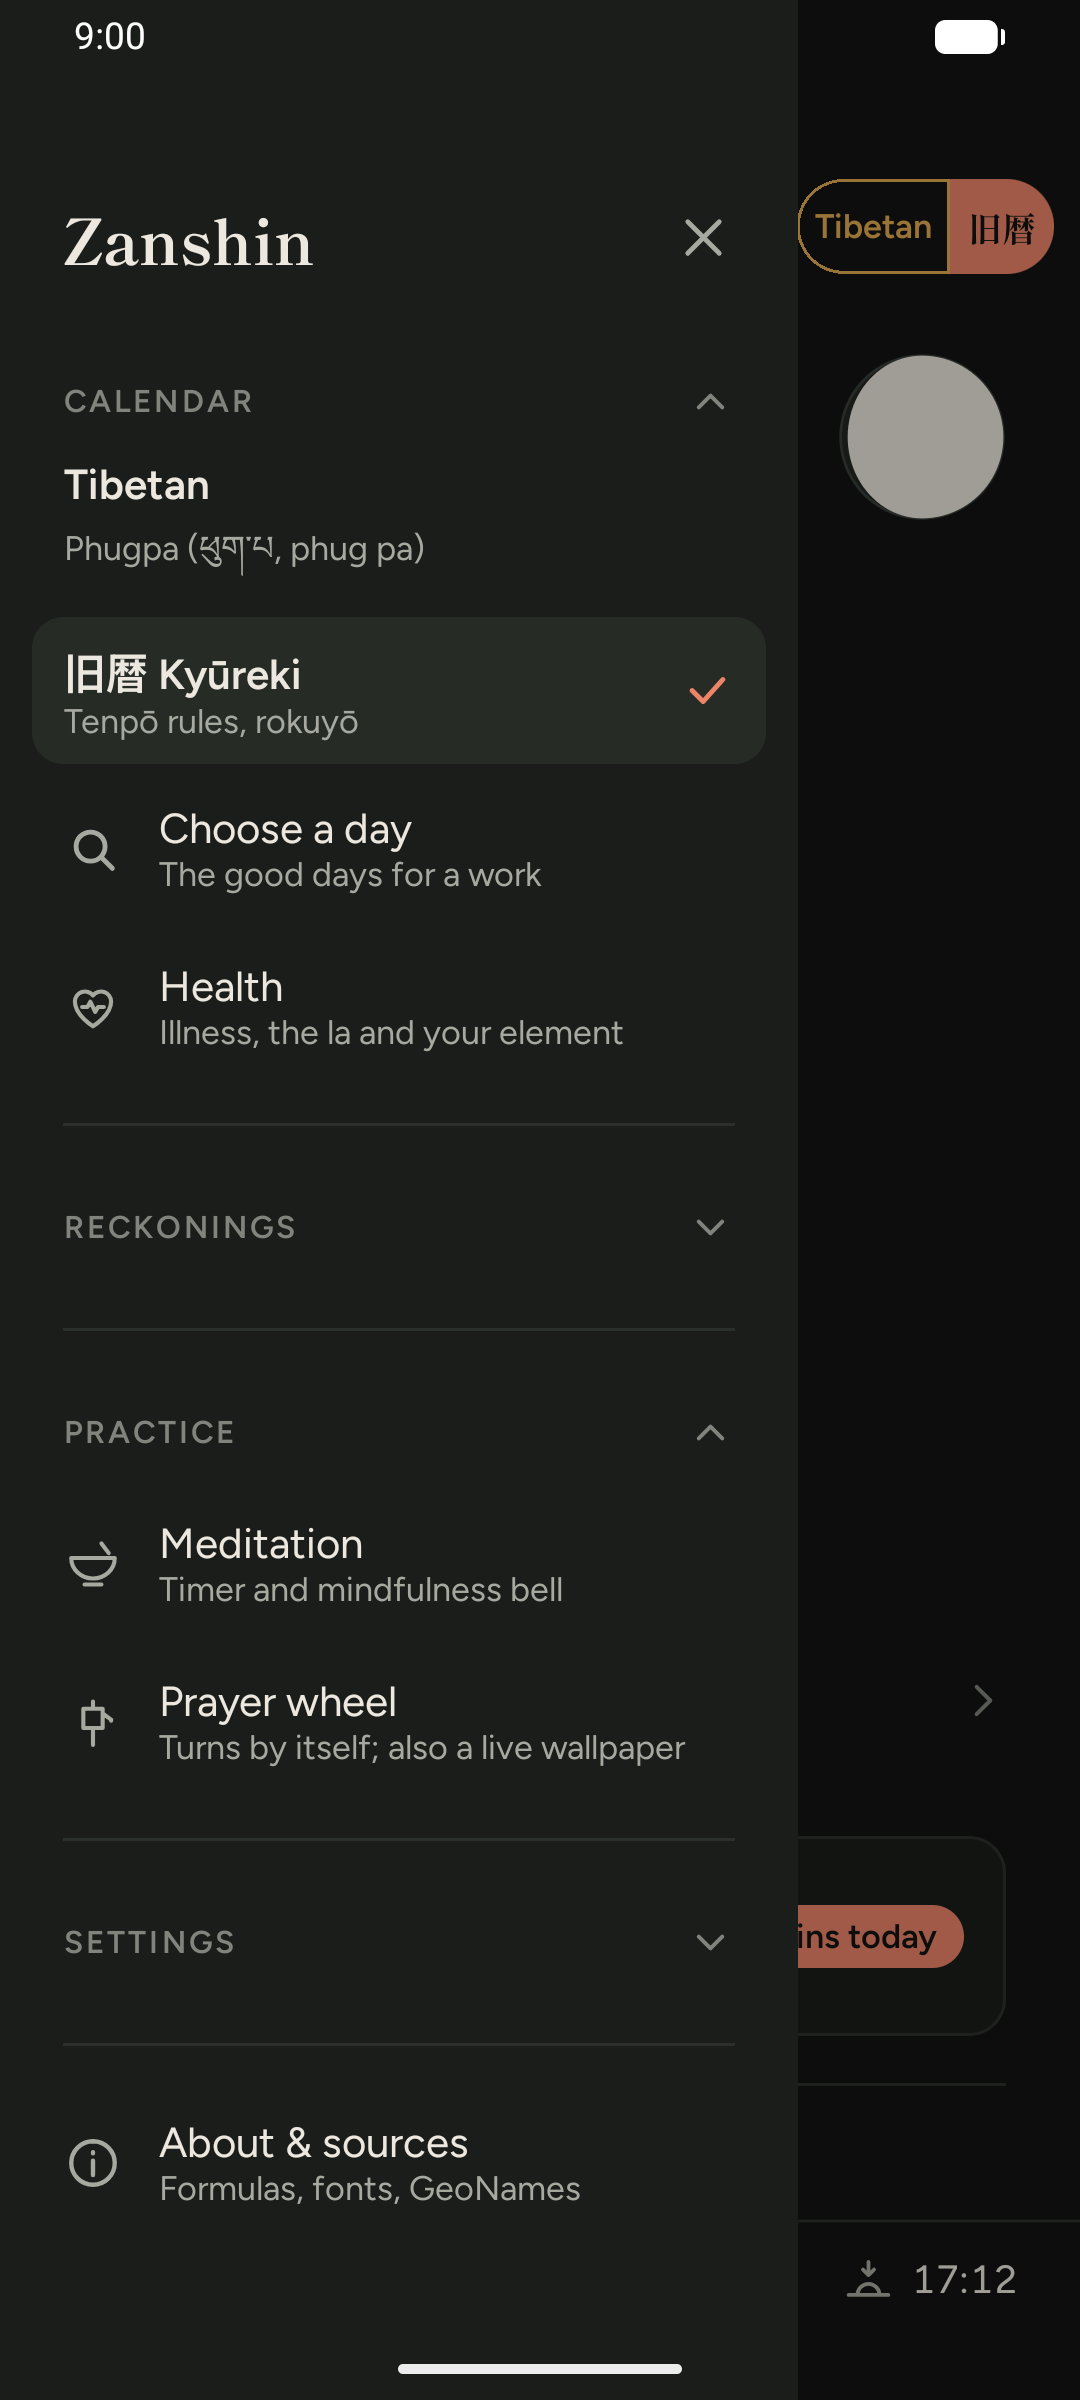 9:00
Zanshin
Tibetan 旧暦
CALENDAR
Tibetan
Phugpa (ཕུག་པ, phug pa)
旧暦 Kyūreki
Tenpō rules, rokuyō
Choose a day
The good days for a work
Health
Illness, the la and your element
RECKONINGS
PRACTICE
Meditation
Timer and mindfulness bell
Prayer wheel
Turns by itself; also a live wallpaper
ins today
SETTINGS
About & sources
Formulas, fonts, GeoNames
17:12